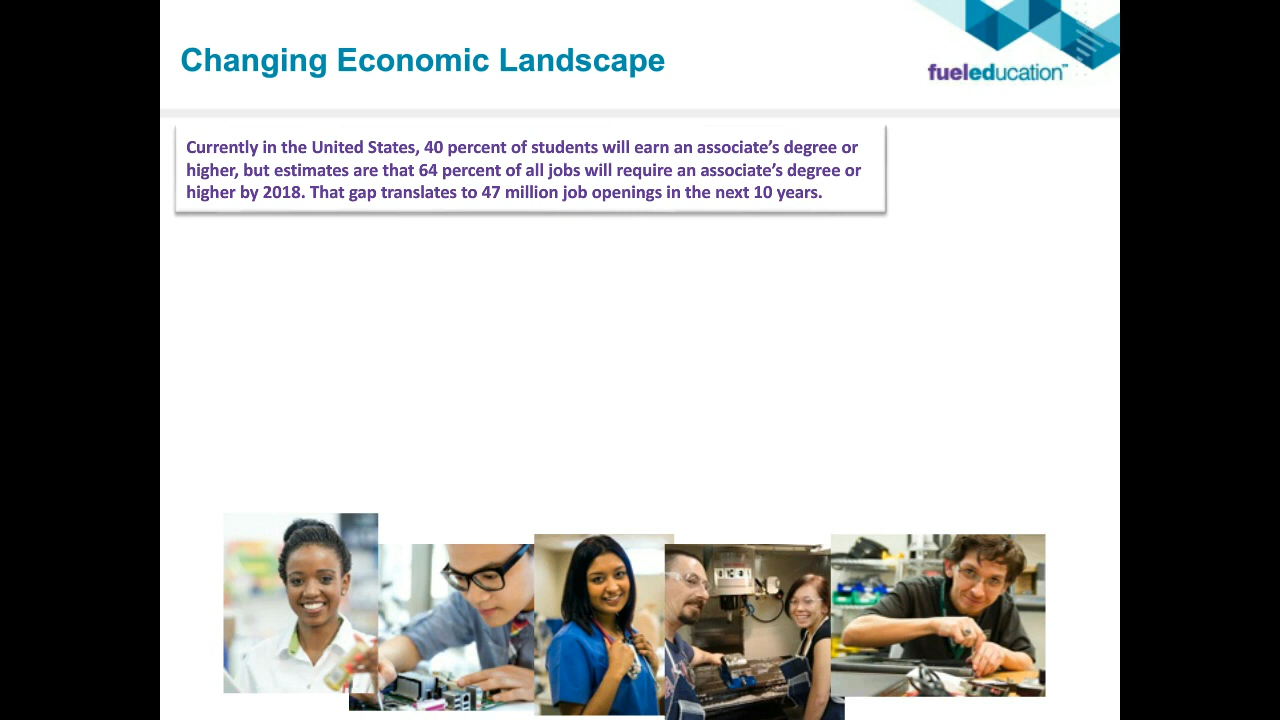 Changing Economic Landscape
fueleducation™
Currently in the United States, 40 percent of students will earn an associate’s degree or
higher, but estimates are that 64 percent of all jobs will require an associate’s degree or
higher by 2018. That gap translates to 47 million job openings in the next 10 years.